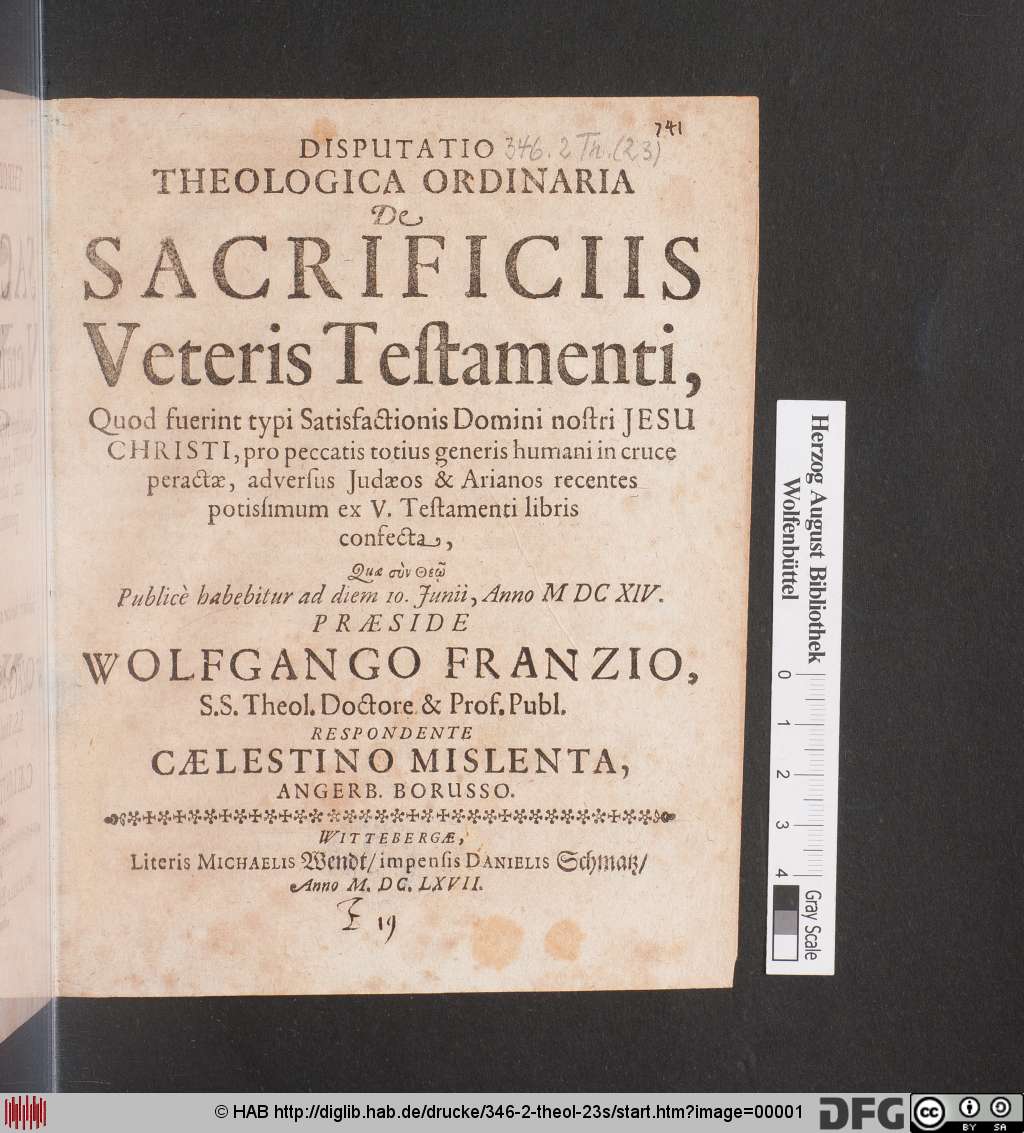 741
DISPUTATIO 346. 2 Th. (23)
THEOLOGICA ORDINARIA
De
SACRIFICIIS
Veteris Teſtamenti,
Quod fuerint typi Satisfactionis Domini noſtri JESU
CHRISTI, pro peccatis totius generis humani in cruce
peractæ, adverſus Judæos & Arianos recentes
potiſſimum ex V. Teſtamenti libris
confecta,
Quæ σὺν Θεῷ
Publicè habebitur ad diem 10. Junii, Anno M DC XIV.
PRÆSIDE
WOLFGANGO FRANZIO,
S.S. Theol. Doctore & Prof. Publ.
RESPONDENTE
CÆLESTINO MISLENTA,
ANGERB. BORUSSO.
WITTEBERGÆ,
Literis MICHAELIS Wendt/ impenſis DANIELIS Schmatz/
Anno M. DC. LXVII.
19
Herzog August Bibliothek
Wolfenbüttel
0 1 2 3 4
Gray Scale
© HAB http://diglib.hab.de/drucke/346-2-theol-23s/start.htm?image=00001
DFG
cc BY SA